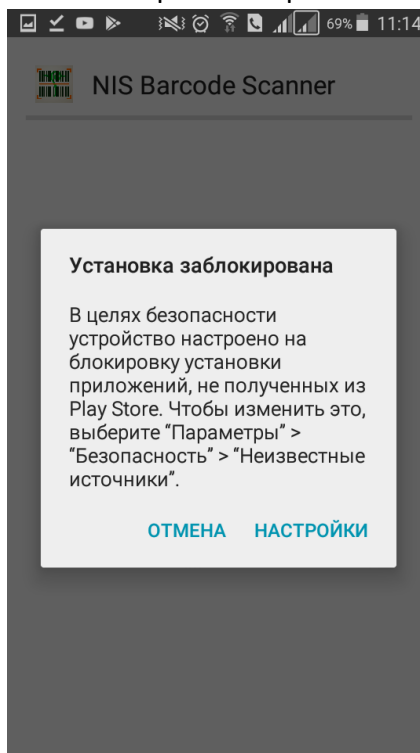 69% 11:14
NIS Barcode Scanner
Установка заблокирована
В целях безопасности
устройство настроено на
блокировку установки
приложений, не полученных из
Play Store. Чтобы изменить это,
выберите “Параметры” >
“Безопасность” > “Неизвестные
источники”.
ОТМЕНА НАСТРОЙКИ